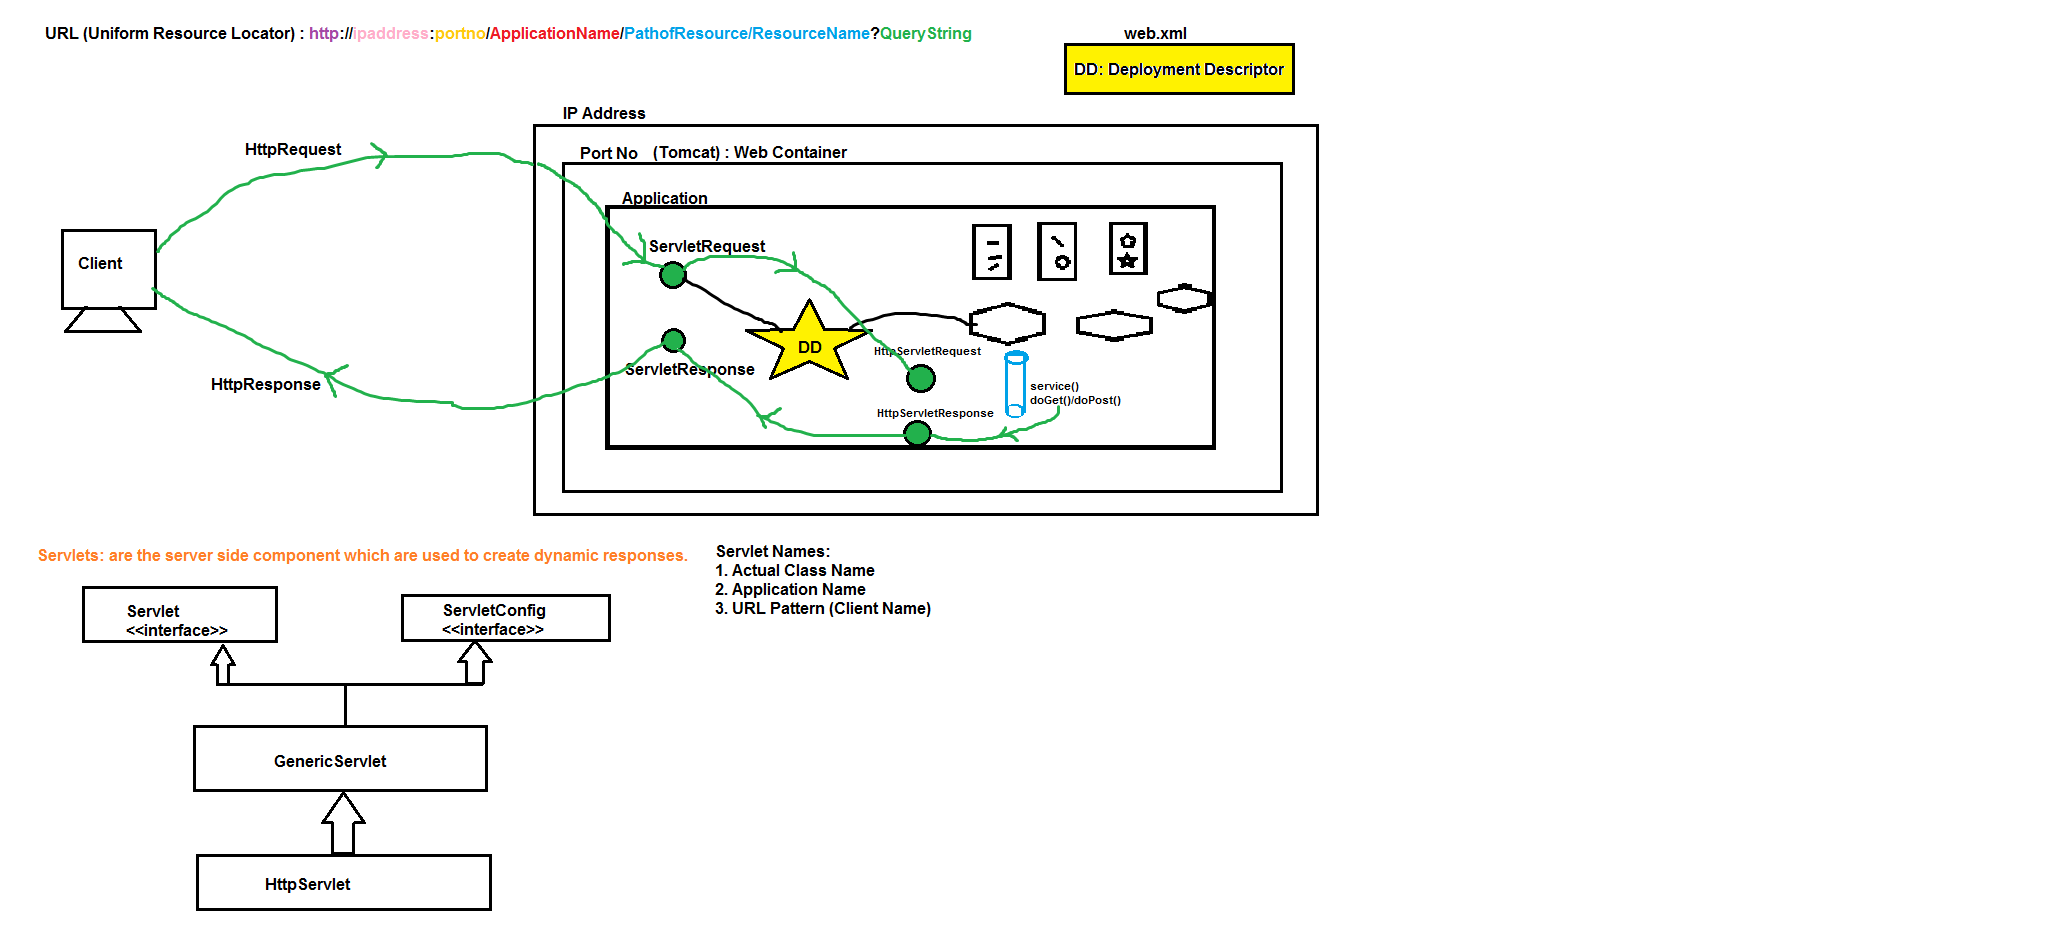 URL (Uniform Resource Locator) : http://ipaddress:portno/ApplicationName/PathofResource/ResourceName?QueryString
web.xml
DD: Deployment Descriptor
IP Address
HttpRequest
Port No (Tomcat) : Web Container
Application
ServletRequest
Client
DD
HttpServletRequest
ServletResponse
HttpResponse
service()
doGet()/doPost()
HttpServletResponse
Servlets: are the server side component which are used to create dynamic responses.
Servlet Names:
1. Actual Class Name
2. Application Name
3. URL Pattern (Client Name)
Servlet
<<interface>>
ServletConfig
<<interface>>
GenericServlet
HttpServlet